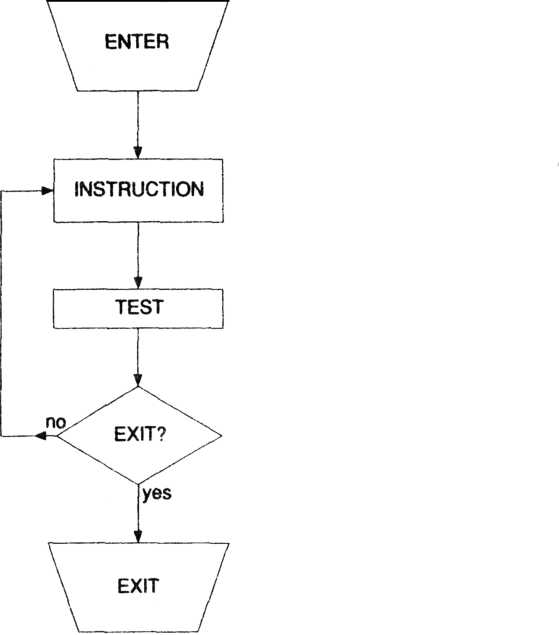 ENTER
INSTRUCTION
TEST
no
EXIT?
yes
EXIT